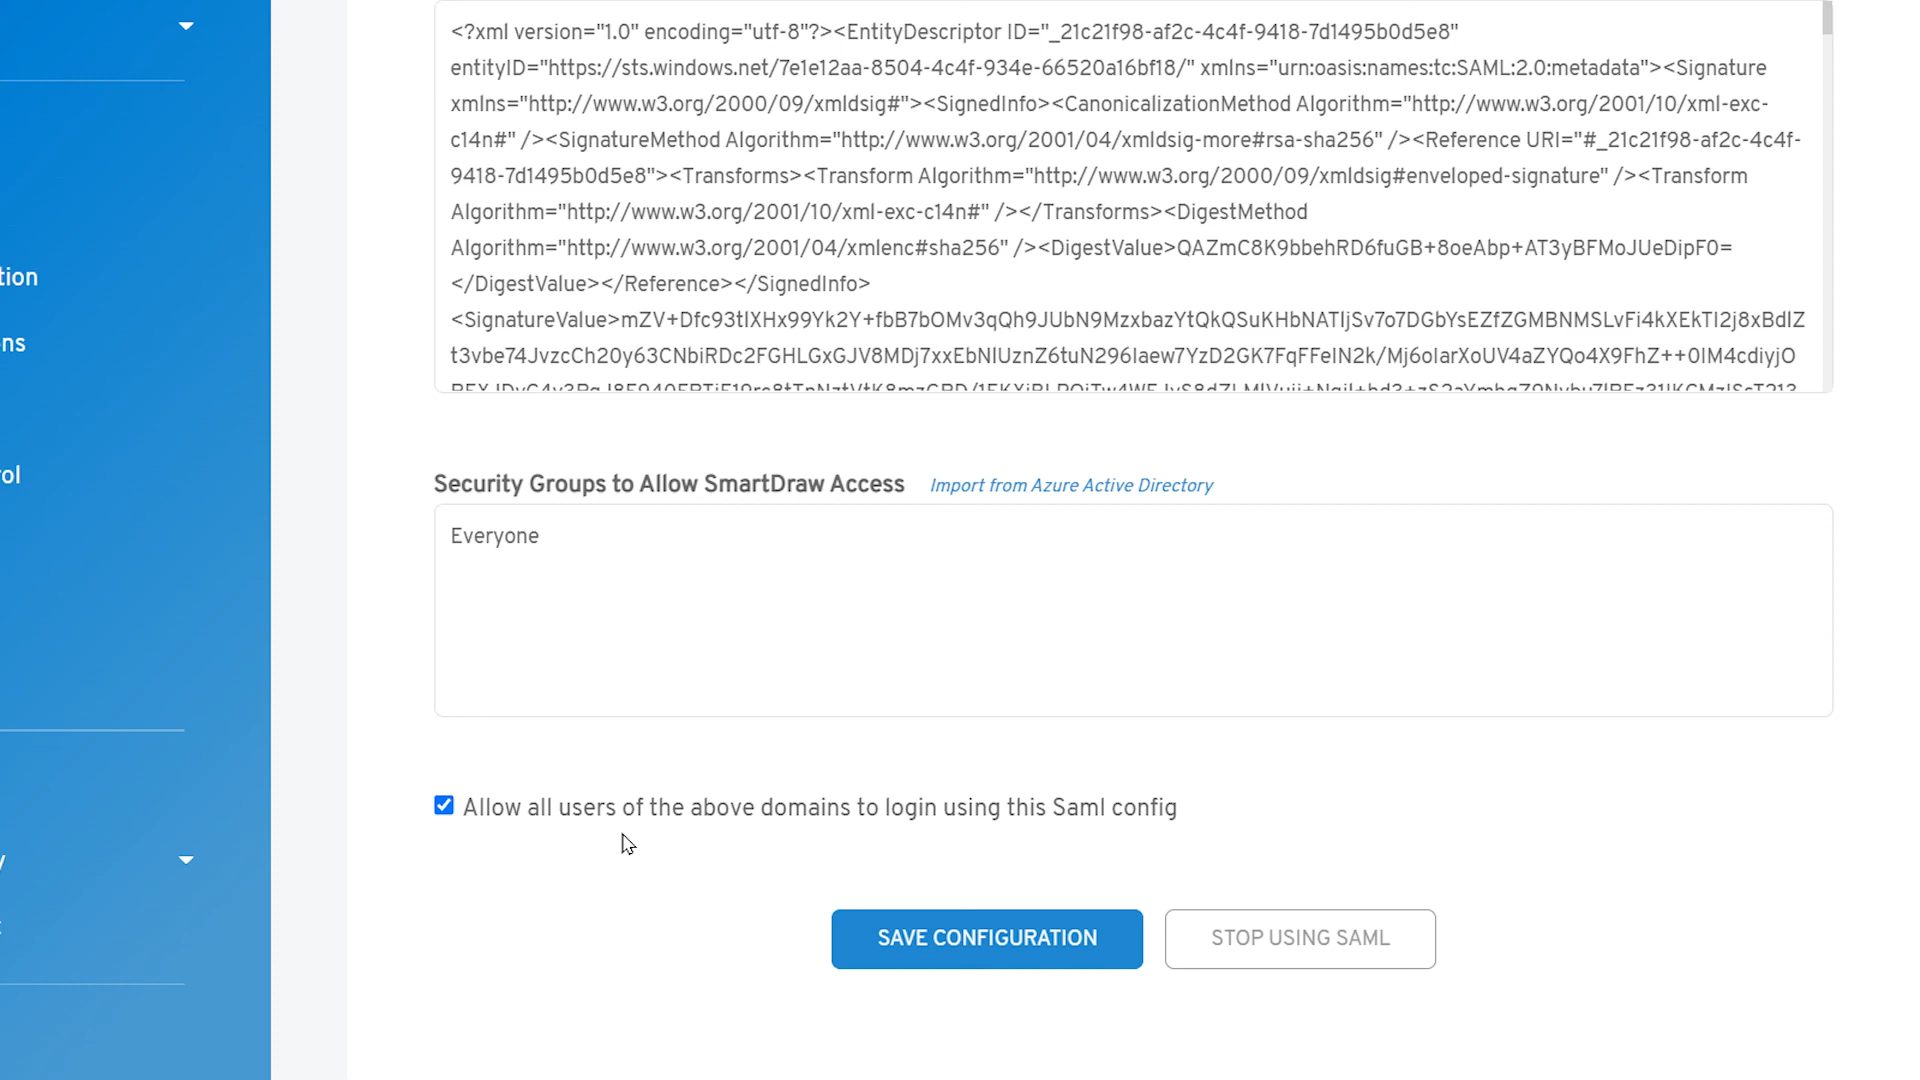 <?xml version="1.0" encoding="utf-8"?><EntityDescriptor ID="_21c21f98-af2c-4c4f-9418-7d1495b0d5e8"
entityID="https://sts.windows.net/7e1e12aa-8504-4c4f-934e-66520a16bf18/" xmlns="urn:oasis:names:tc:SAML:2.0:metadata"><Signature
xmlns="http://www.w3.org/2000/09/xmldsig#"><SignedInfo><CanonicalizationMethod Algorithm="http://www.w3.org/2001/10/xml-exc-
c14n#" /><SignatureMethod Algorithm="http://www.w3.org/2001/04/xmldsig-more#rsa-sha256" /><Reference URI="#_21c21f98-af2c-4c4f-
9418-7d1495b0d5e8"><Transforms><Transform Algorithm="http://www.w3.org/2000/09/xmldsig#enveloped-signature" /><Transform
Algorithm="http://www.w3.org/2001/10/xml-exc-c14n#" /></Transforms><DigestMethod
Algorithm="http://www.w3.org/2001/04/xmlenc#sha256" /><DigestValue>QAZmC8K9bbehRD6fuGB+8oeAbp+AT3yBFMoJUeDipF0=
</DigestValue></Reference></SignedInfo>
<SignatureValue>mZV+Dfc93tIXHx99Yk2Y+fbB7bOMv3qQh9JUbN9MzxbazYtQkQSuKHbNATIjSv7o7DGbYsEZfZGMBNMSLvFi4kXEkTI2j8xBdIZ
t3vbe74JvzcCh20y63CNbiRDc2FGHLGxGJV8MDj7xxEbNIUznZ6tuN296Iaew7YzD2GK7FqFFeIN2k/Mj6oIarXoUV4aZYQo4X9FhZ++0IM4cdiyjO
tion
ns
rol
Security Groups to Allow SmartDraw Access Import from Azure Active Directory
Everyone
Allow all users of the above domains to login using this Saml config
SAVE CONFIGURATION STOP USING SAML